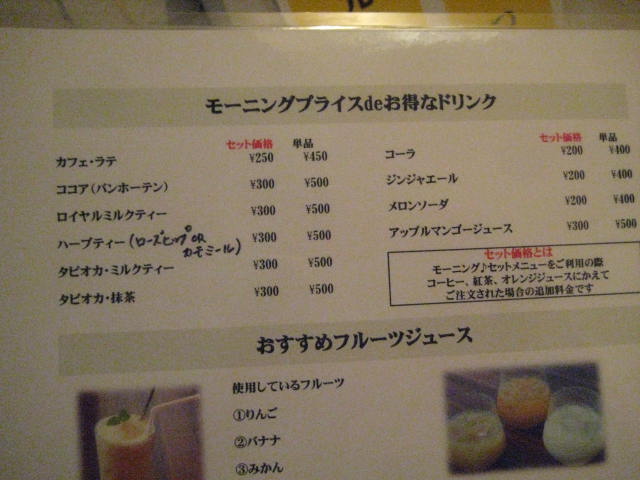 モーニングプライスdeお得なドリンク
セット価格 単品
カフェ・ラテ ¥250 ¥450
ココア(バンホーテン) ¥300 ¥500
ロイヤルミルクティー ¥300 ¥500
ハーブティー(ローズヒップ OR カモミール) ¥300 ¥500
タピオカ・ミルクティー ¥300 ¥500
タピオカ・抹茶 ¥300 ¥500
セット価格 単品
コーラ ¥200 ¥400
ジンジャエール ¥200 ¥400
メロンソーダ ¥200 ¥400
アップルマンゴージュース ¥300 ¥500
セット価格とは
モーニング♪セットメニューをご利用の際
コーヒー、紅茶、オレンジジュースにかえて
ご注文された場合の追加料金です
おすすめフルーツジュース
使用しているフルーツ
①りんご
②バナナ
③みかん